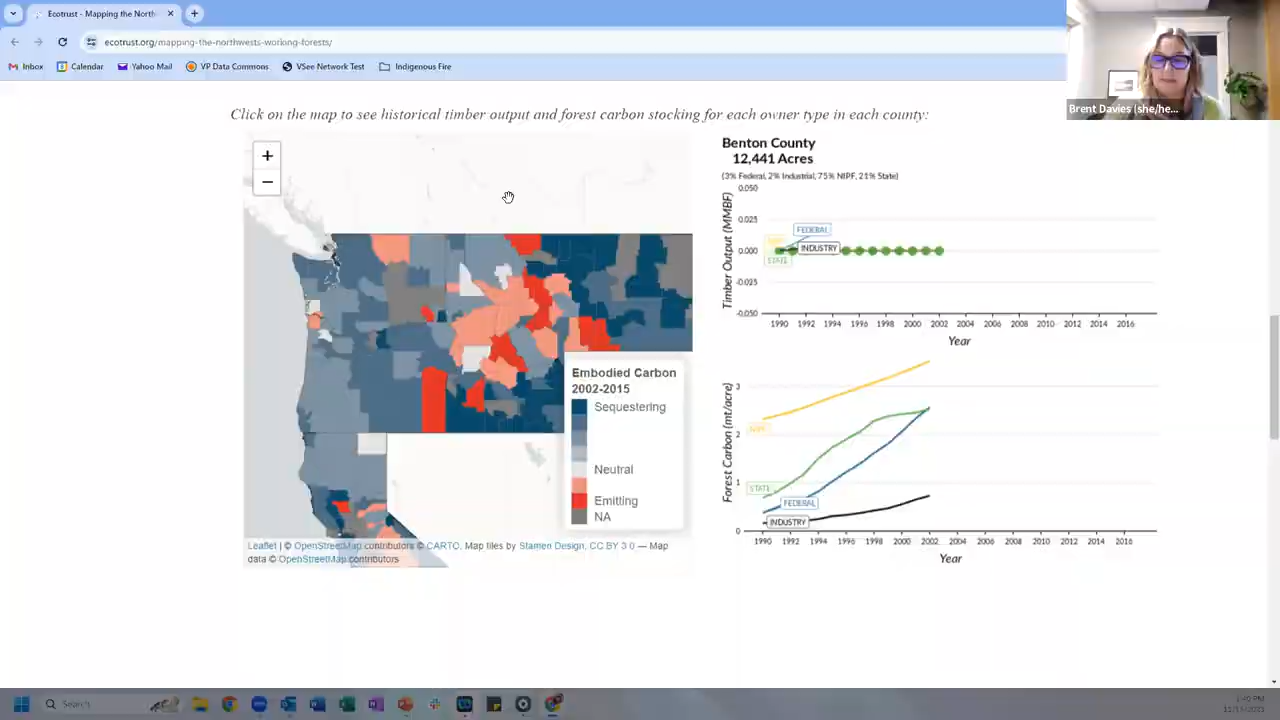 Ecotrust - Mapping the North
ecotrust.org/mapping-the-northwests-working-forests/
Inbox Calendar Yahoo Mail VP Data Commons VSee Network Test Indigenous Fire
Brent Davies (she/he...
Click on the map to see historical timber output and forest carbon stocking for each owner type in each county:
+
−
Embodied Carbon
2002-2015
Sequestering
Neutral
Emitting
NA
Leaflet | © OpenStreetMap contributors © CARTO, Map tiles by Stamen Design, CC BY 3.0 — Map
data © OpenStreetMap contributors
Benton County
12,441 Acres
(3% Federal, 2% Industrial, 75% NIPF, 21% State)
Timber Output (MMBF)
0.050
0.025
0.000
-0.025
-0.050
FEDERAL
INDUSTRY
STATE
1990 1992 1994 1996 1998 2000 2002 2004 2006 2008 2010 2012 2014 2016
Year
Forest Carbon (mt/acre)
3
2
1
0
STATE
FEDERAL
INDUSTRY
1990 1992 1994 1996 1998 2000 2002 2004 2006 2008 2010 2012 2014 2016
Year
Search